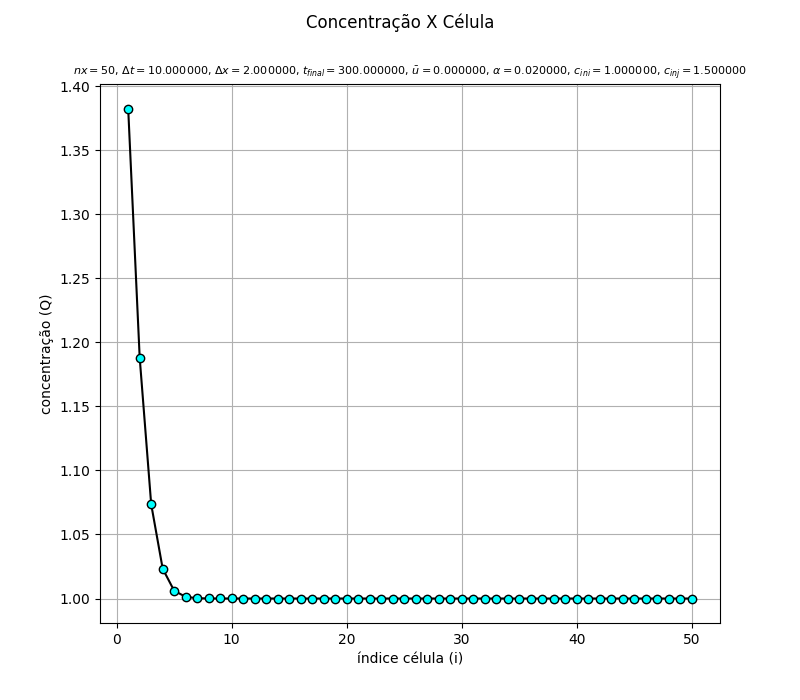 Concentração X Célula
nx = 50, Δt = 10.000000, Δx = 2.000000, t_final = 300.000000, ū = 0.000000, α = 0.020000, c_ini = 1.000000, c_inj = 1.500000
1.40
1.35
1.30
1.25
1.20
1.15
1.10
1.05
1.00
concentração (Q)
0 10 20 30 40 50
índice célula (i)